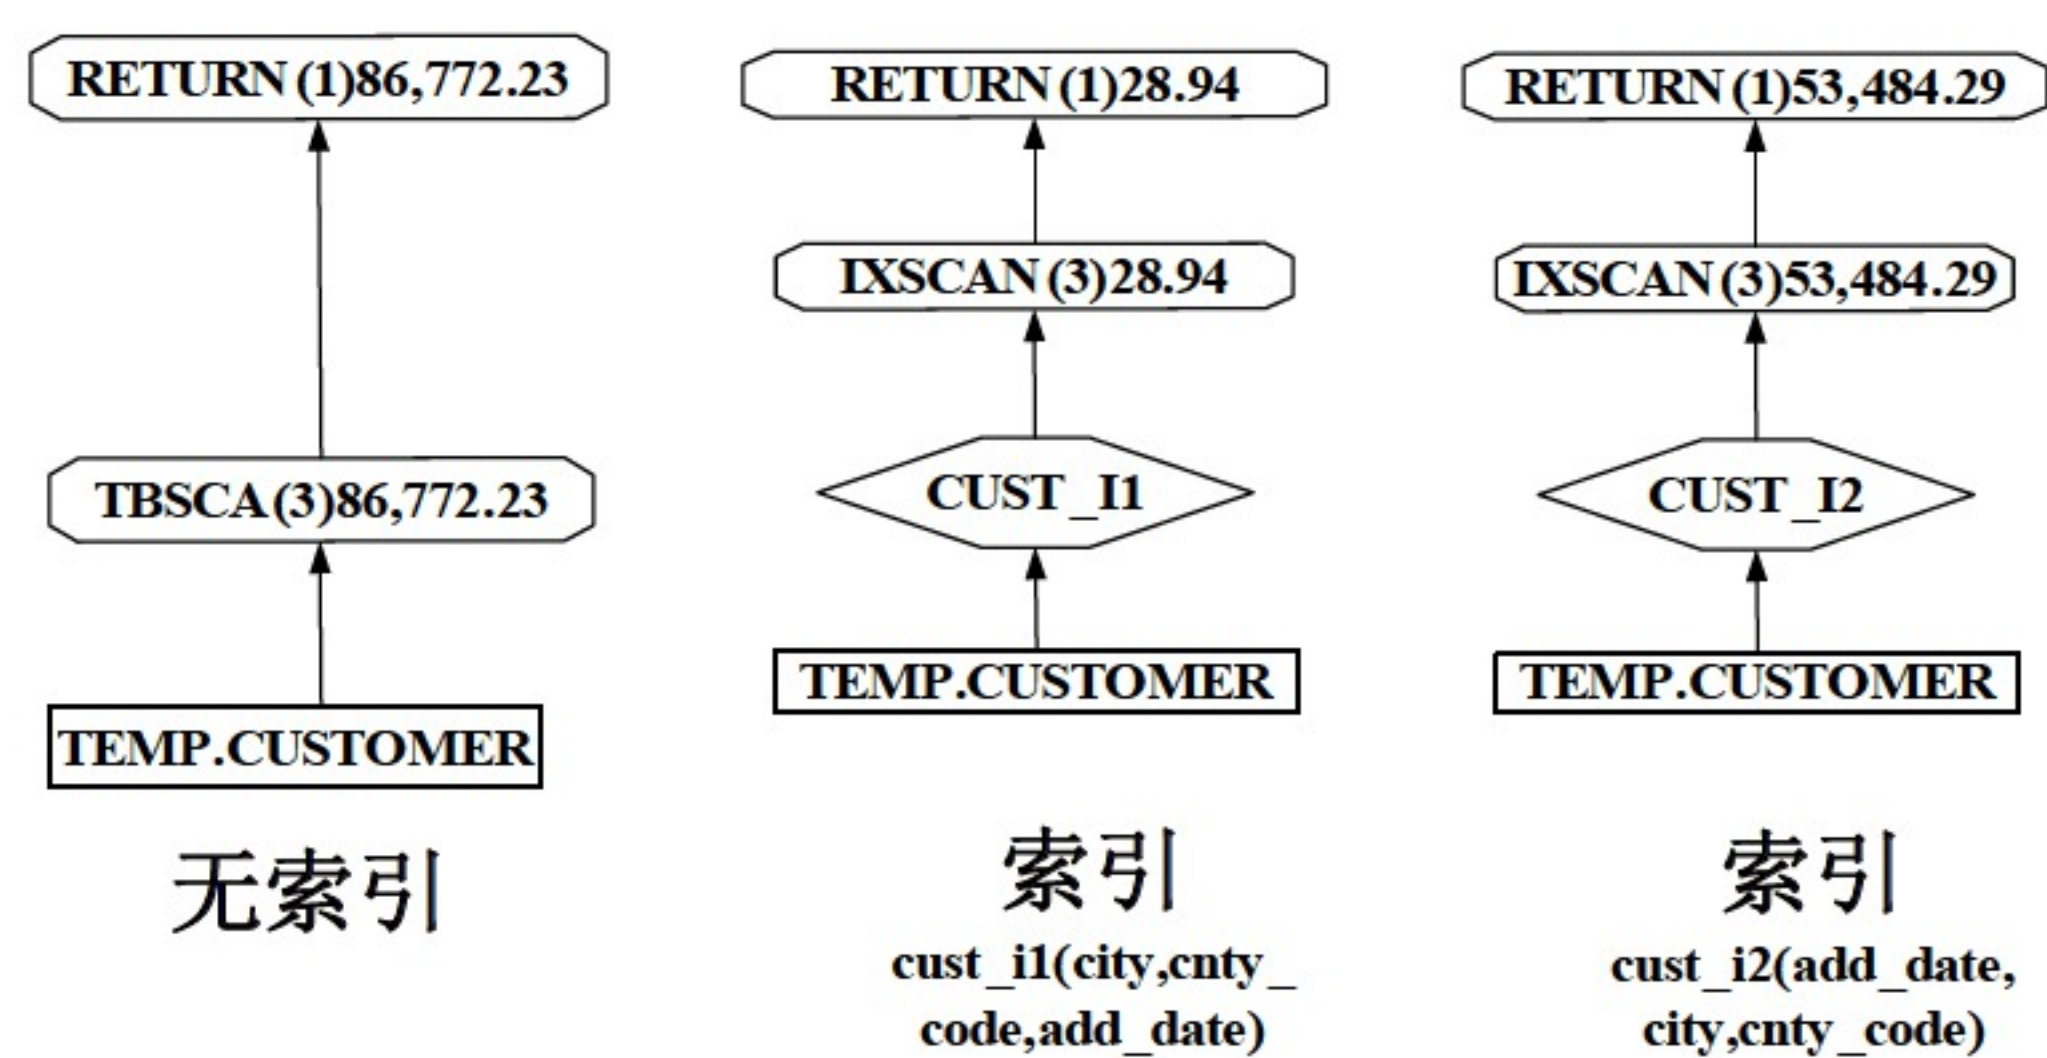 RETURN (1)86,772.23
TBSCA (3)86,772.23
TEMP.CUSTOMER
无索引
RETURN (1)28.94
IXSCAN (3)28.94
CUST_I1
TEMP.CUSTOMER
索引
cust_i1(city,cnty_
code,add_date)
RETURN (1)53,484.29
IXSCAN (3)53,484.29
CUST_I2
TEMP.CUSTOMER
索引
cust_i2(add_date,
city,cnty_code)